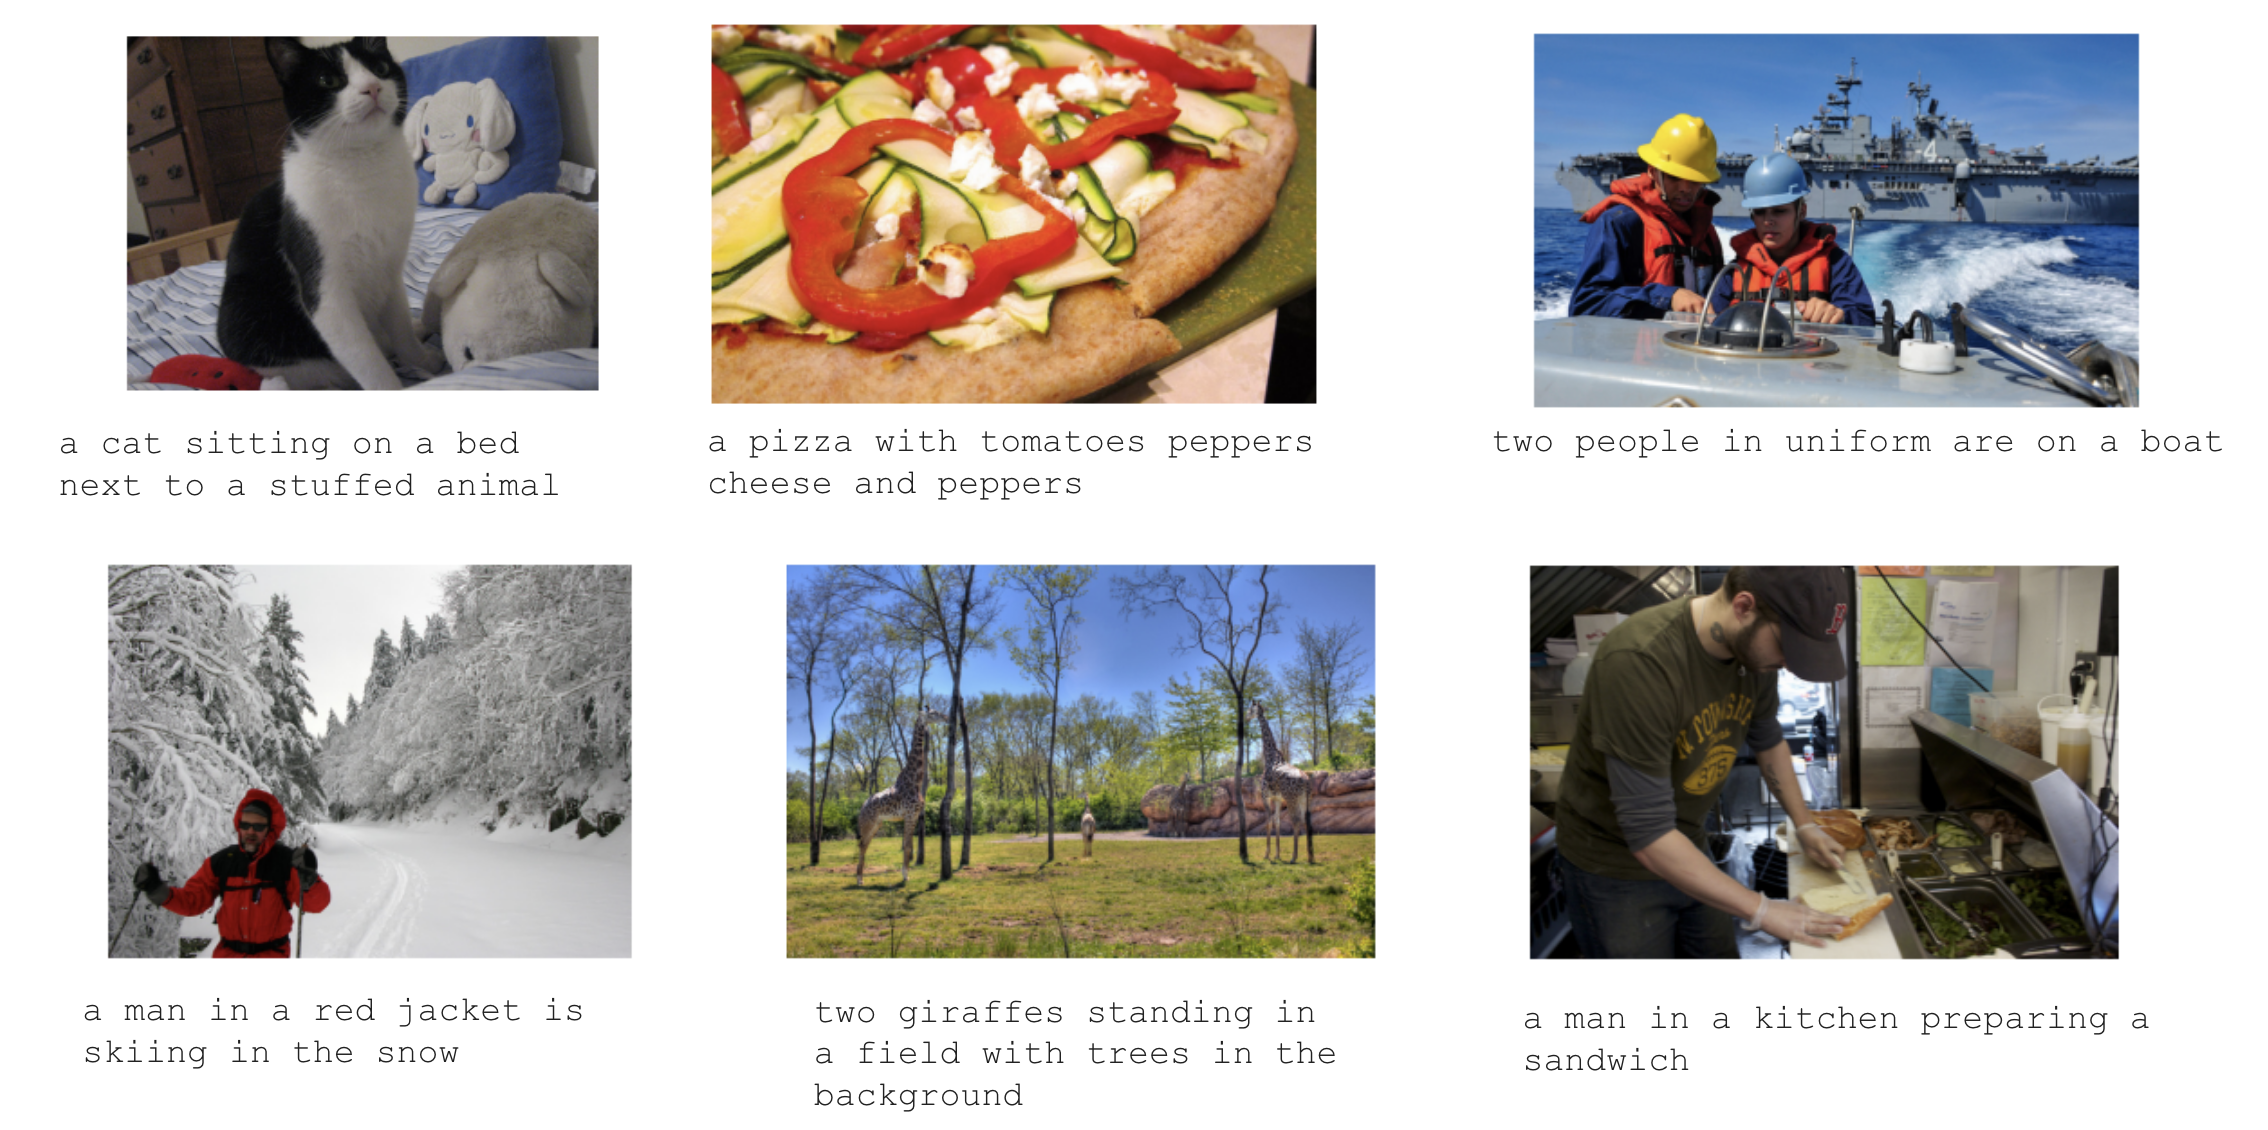 a cat sitting on a bed
next to a stuffed animal
a pizza with tomatoes peppers
cheese and peppers
two people in uniform are on a boat
4
a man in a red jacket is
skiing in the snow
two giraffes standing in
a field with trees in the
background
375
a man in a kitchen preparing a
sandwich